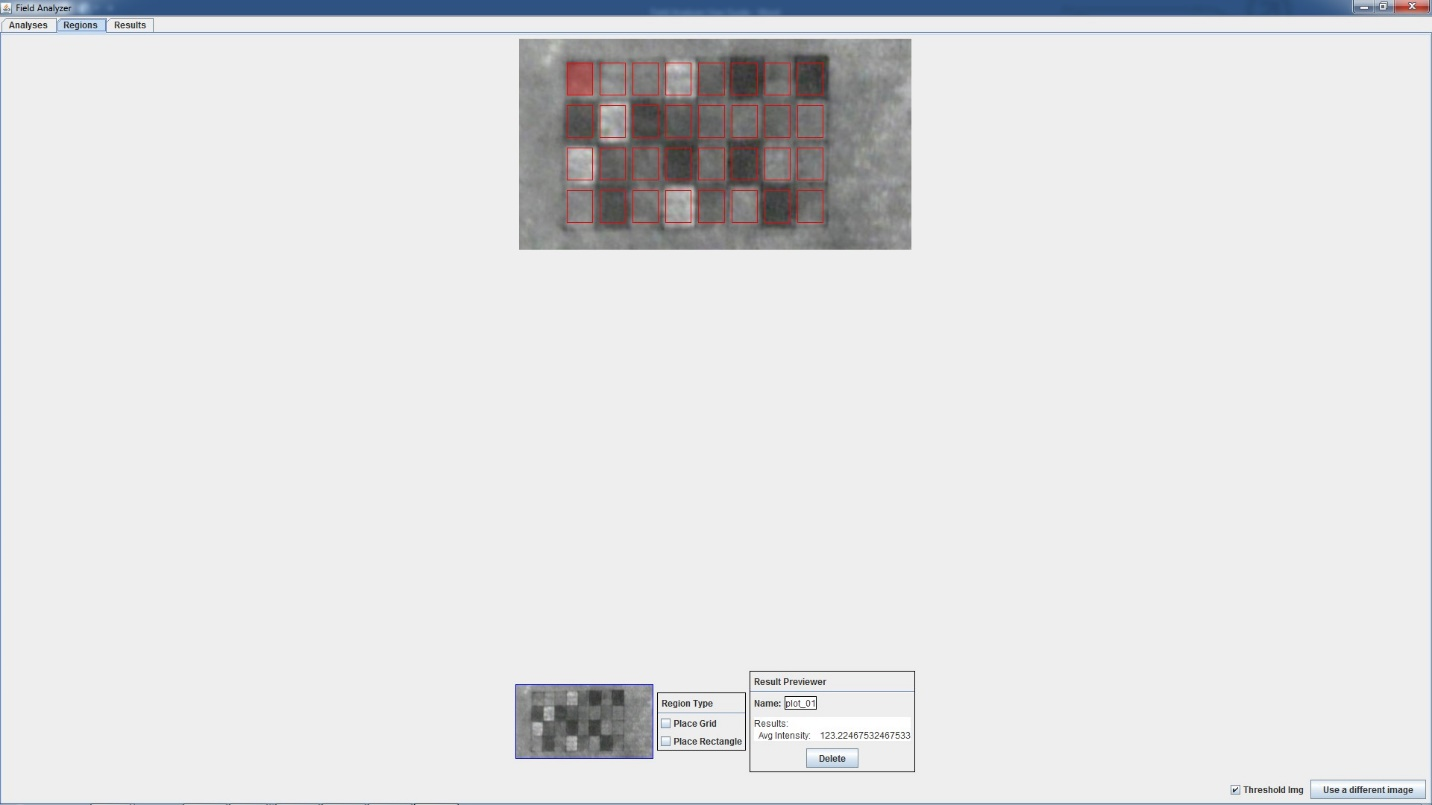 Field Analyzer
Analyses Regions Results
Region Type
Place Grid
Place Rectangle
Result Previewer
Name: plot_01
Results:
Avg Intensity: 123.22467532467533
Delete
Threshold Img Use a different image